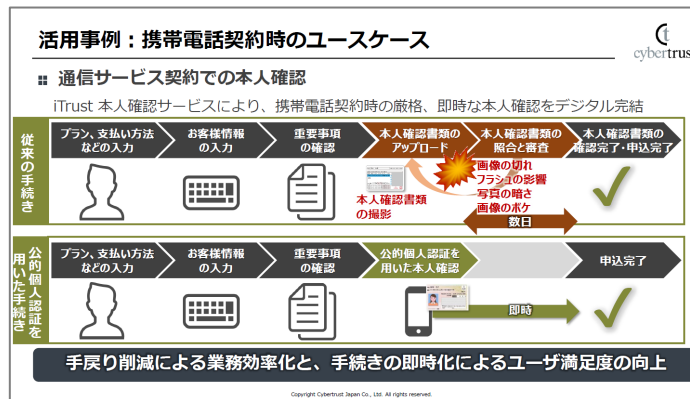 活用事例：携帯電話契約時のユースケース
cybertrust
通信サービス契約での本人確認
iTrust 本人確認サービスにより、携帯電話契約時の厳格、即時な本人確認をデジタル完結
従来の手続き
プラン、支払い方法
などの入力
お客様情報
の入力
重要事項
の確認
本人確認書類の
アップロード
本人確認書類の
照合と審査
本人確認書類の
確認完了・申込完了
本人確認書類
の撮影
画像の切れ
フラッシュの影響
写真の暗さ
画像のボケ
数日
公的個人認証を
用いた手続き
プラン、支払い方法
などの入力
お客様情報
の入力
重要事項
の確認
公的個人認証を
用いた本人確認
申込完了
即時
手戻り削減による業務効率化と、手続きの即時化によるユーザ満足度の向上
Copyright Cybertrust Japan Co., Ltd. All rights reserved.